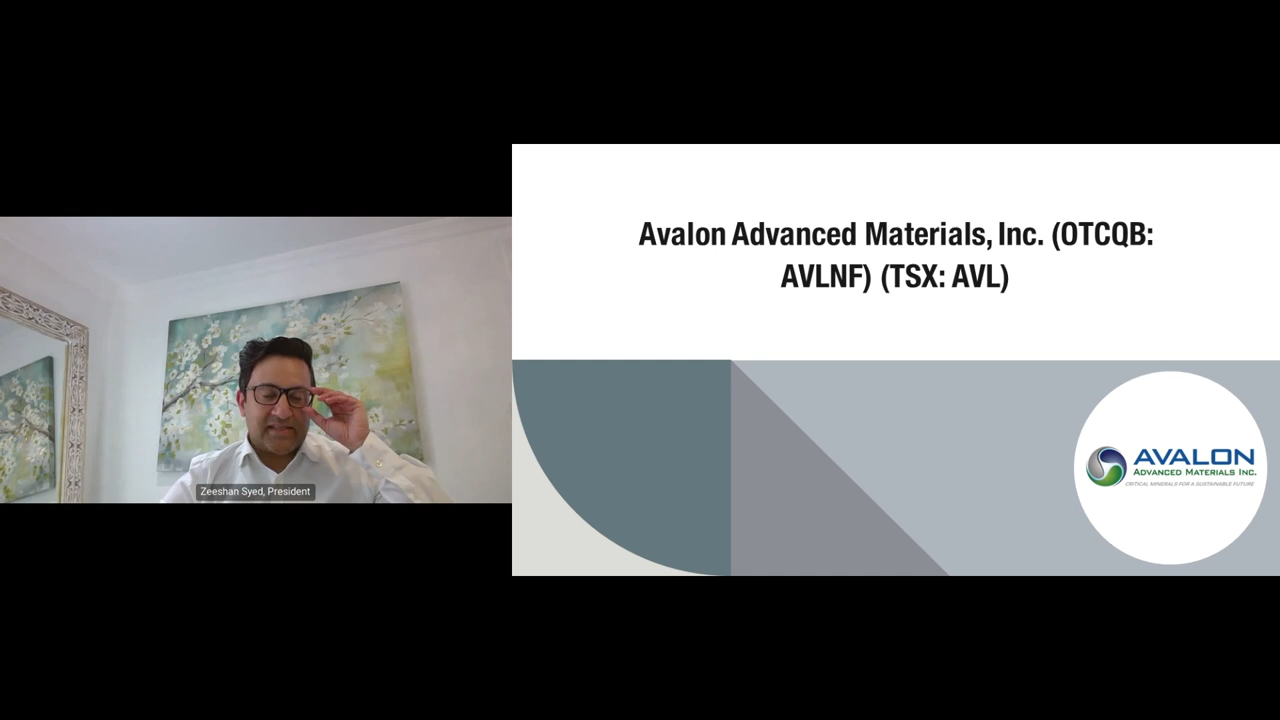 Avalon Advanced Materials, Inc. (OTCQB:
AVLNF) (TSX: AVL)
AVALON
ADVANCED MATERIALS INC.
CRITICAL MINERALS FOR A SUSTAINABLE FUTURE
Zeeshan Syed, President